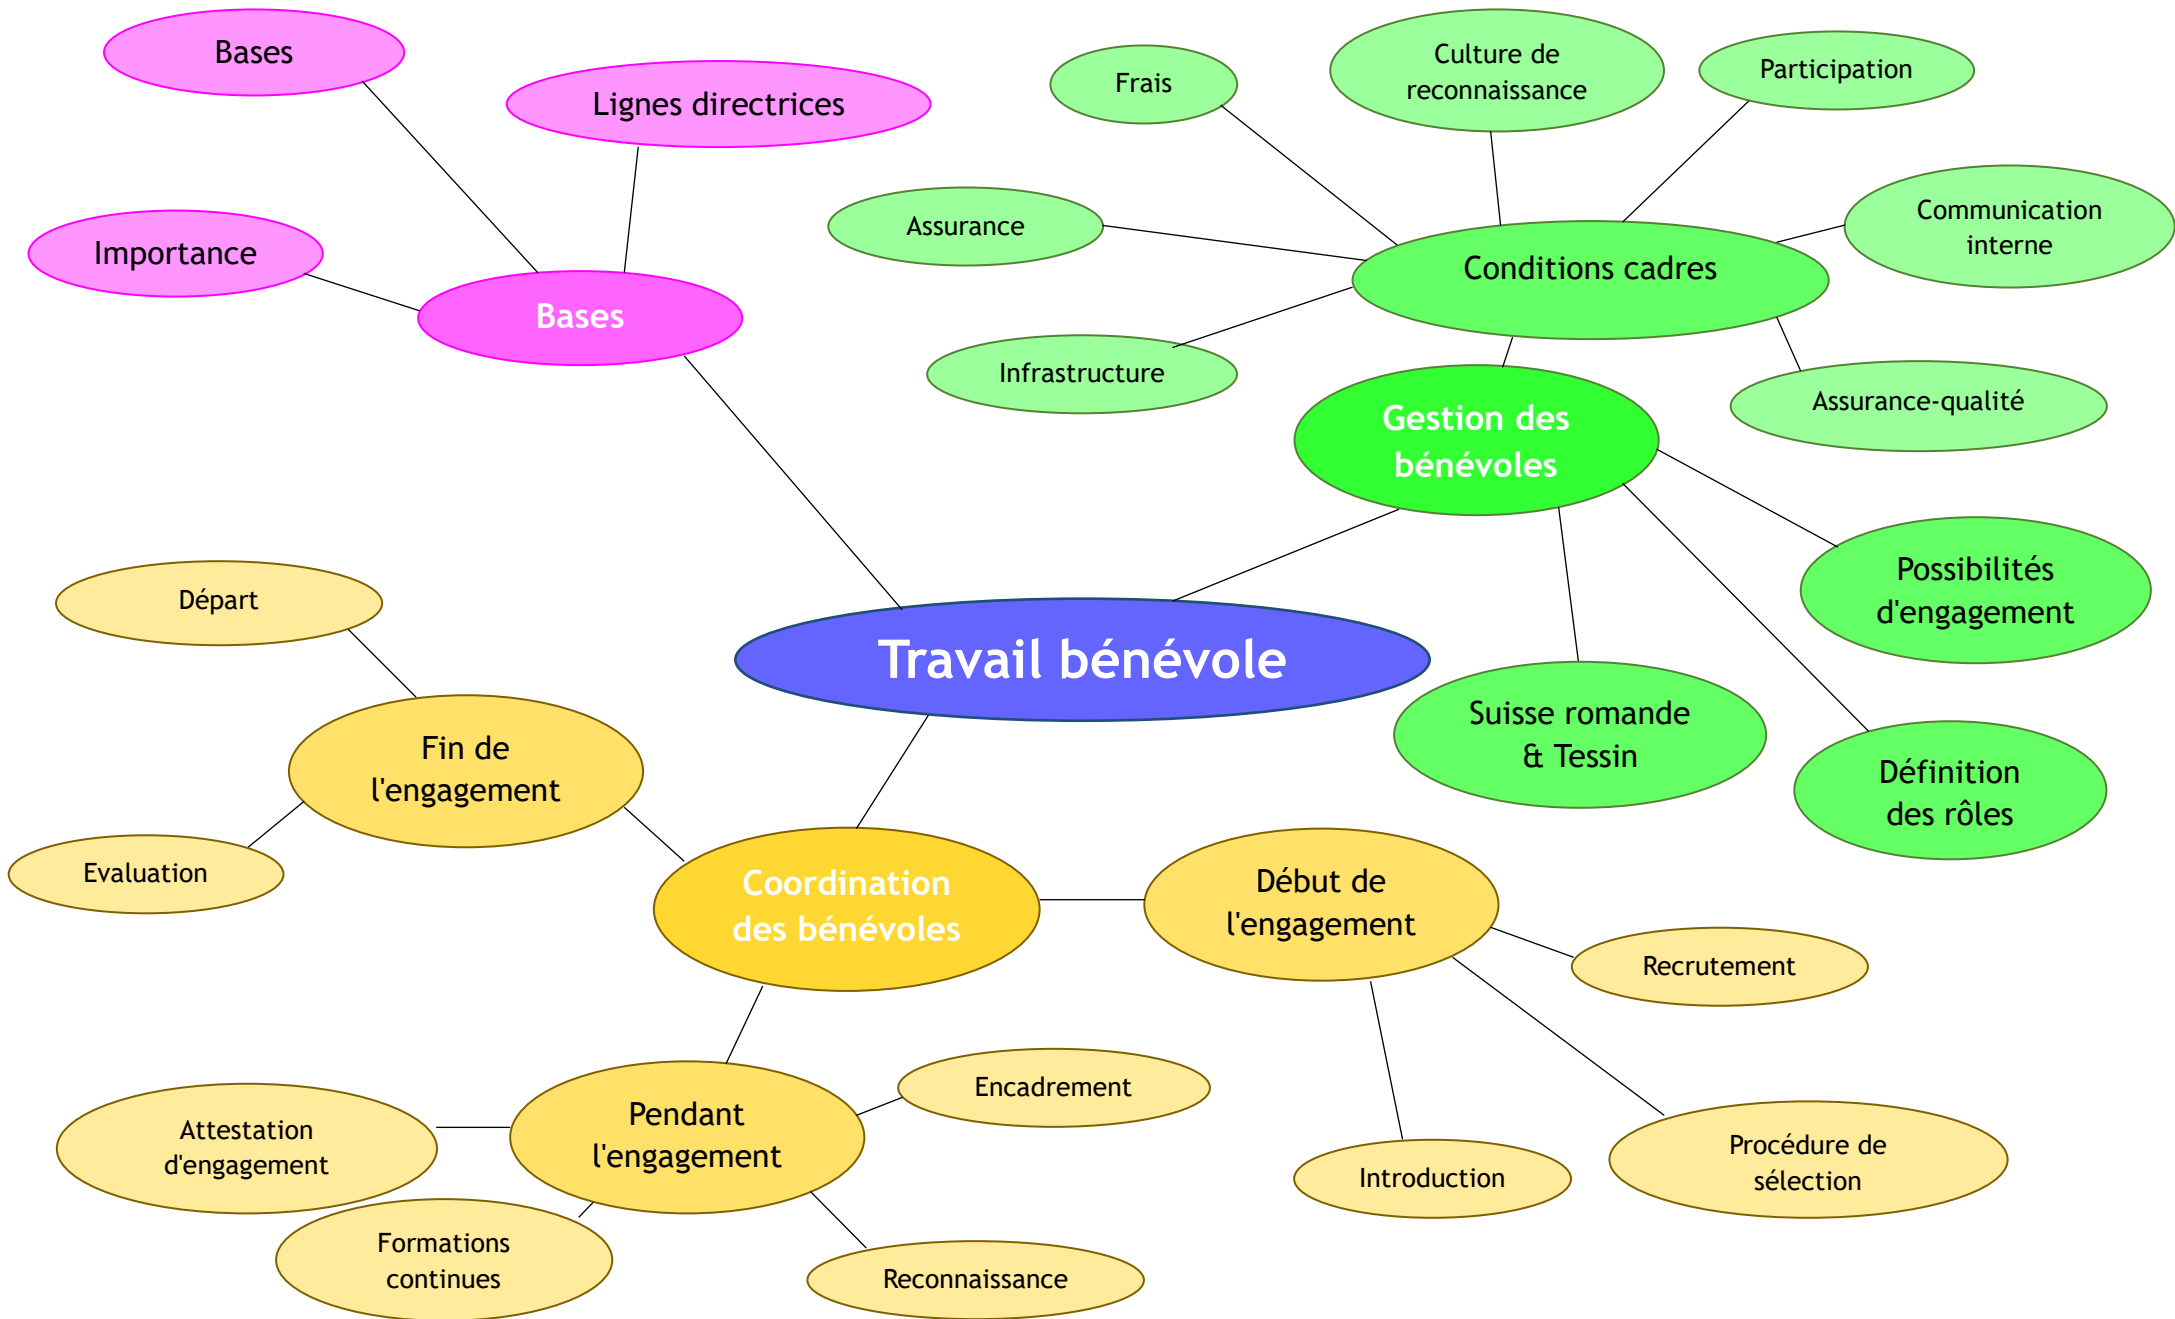 Bases
Lignes directrices
Importance
Bases
Frais
Culture de
reconnaissance
Participation
Assurance
Communication
interne
Conditions cadres
Infrastructure
Assurance-qualité
Gestion des
bénévoles
Possibilités
d'engagement
Suisse romande
& Tessin
Définition
des rôles
Travail bénévole
Départ
Fin de
l'engagement
Evaluation
Coordination
des bénévoles
Début de
l'engagement
Recrutement
Procédure de
sélection
Introduction
Pendant
l'engagement
Encadrement
Attestation
d'engagement
Formations
continues
Reconnaissance